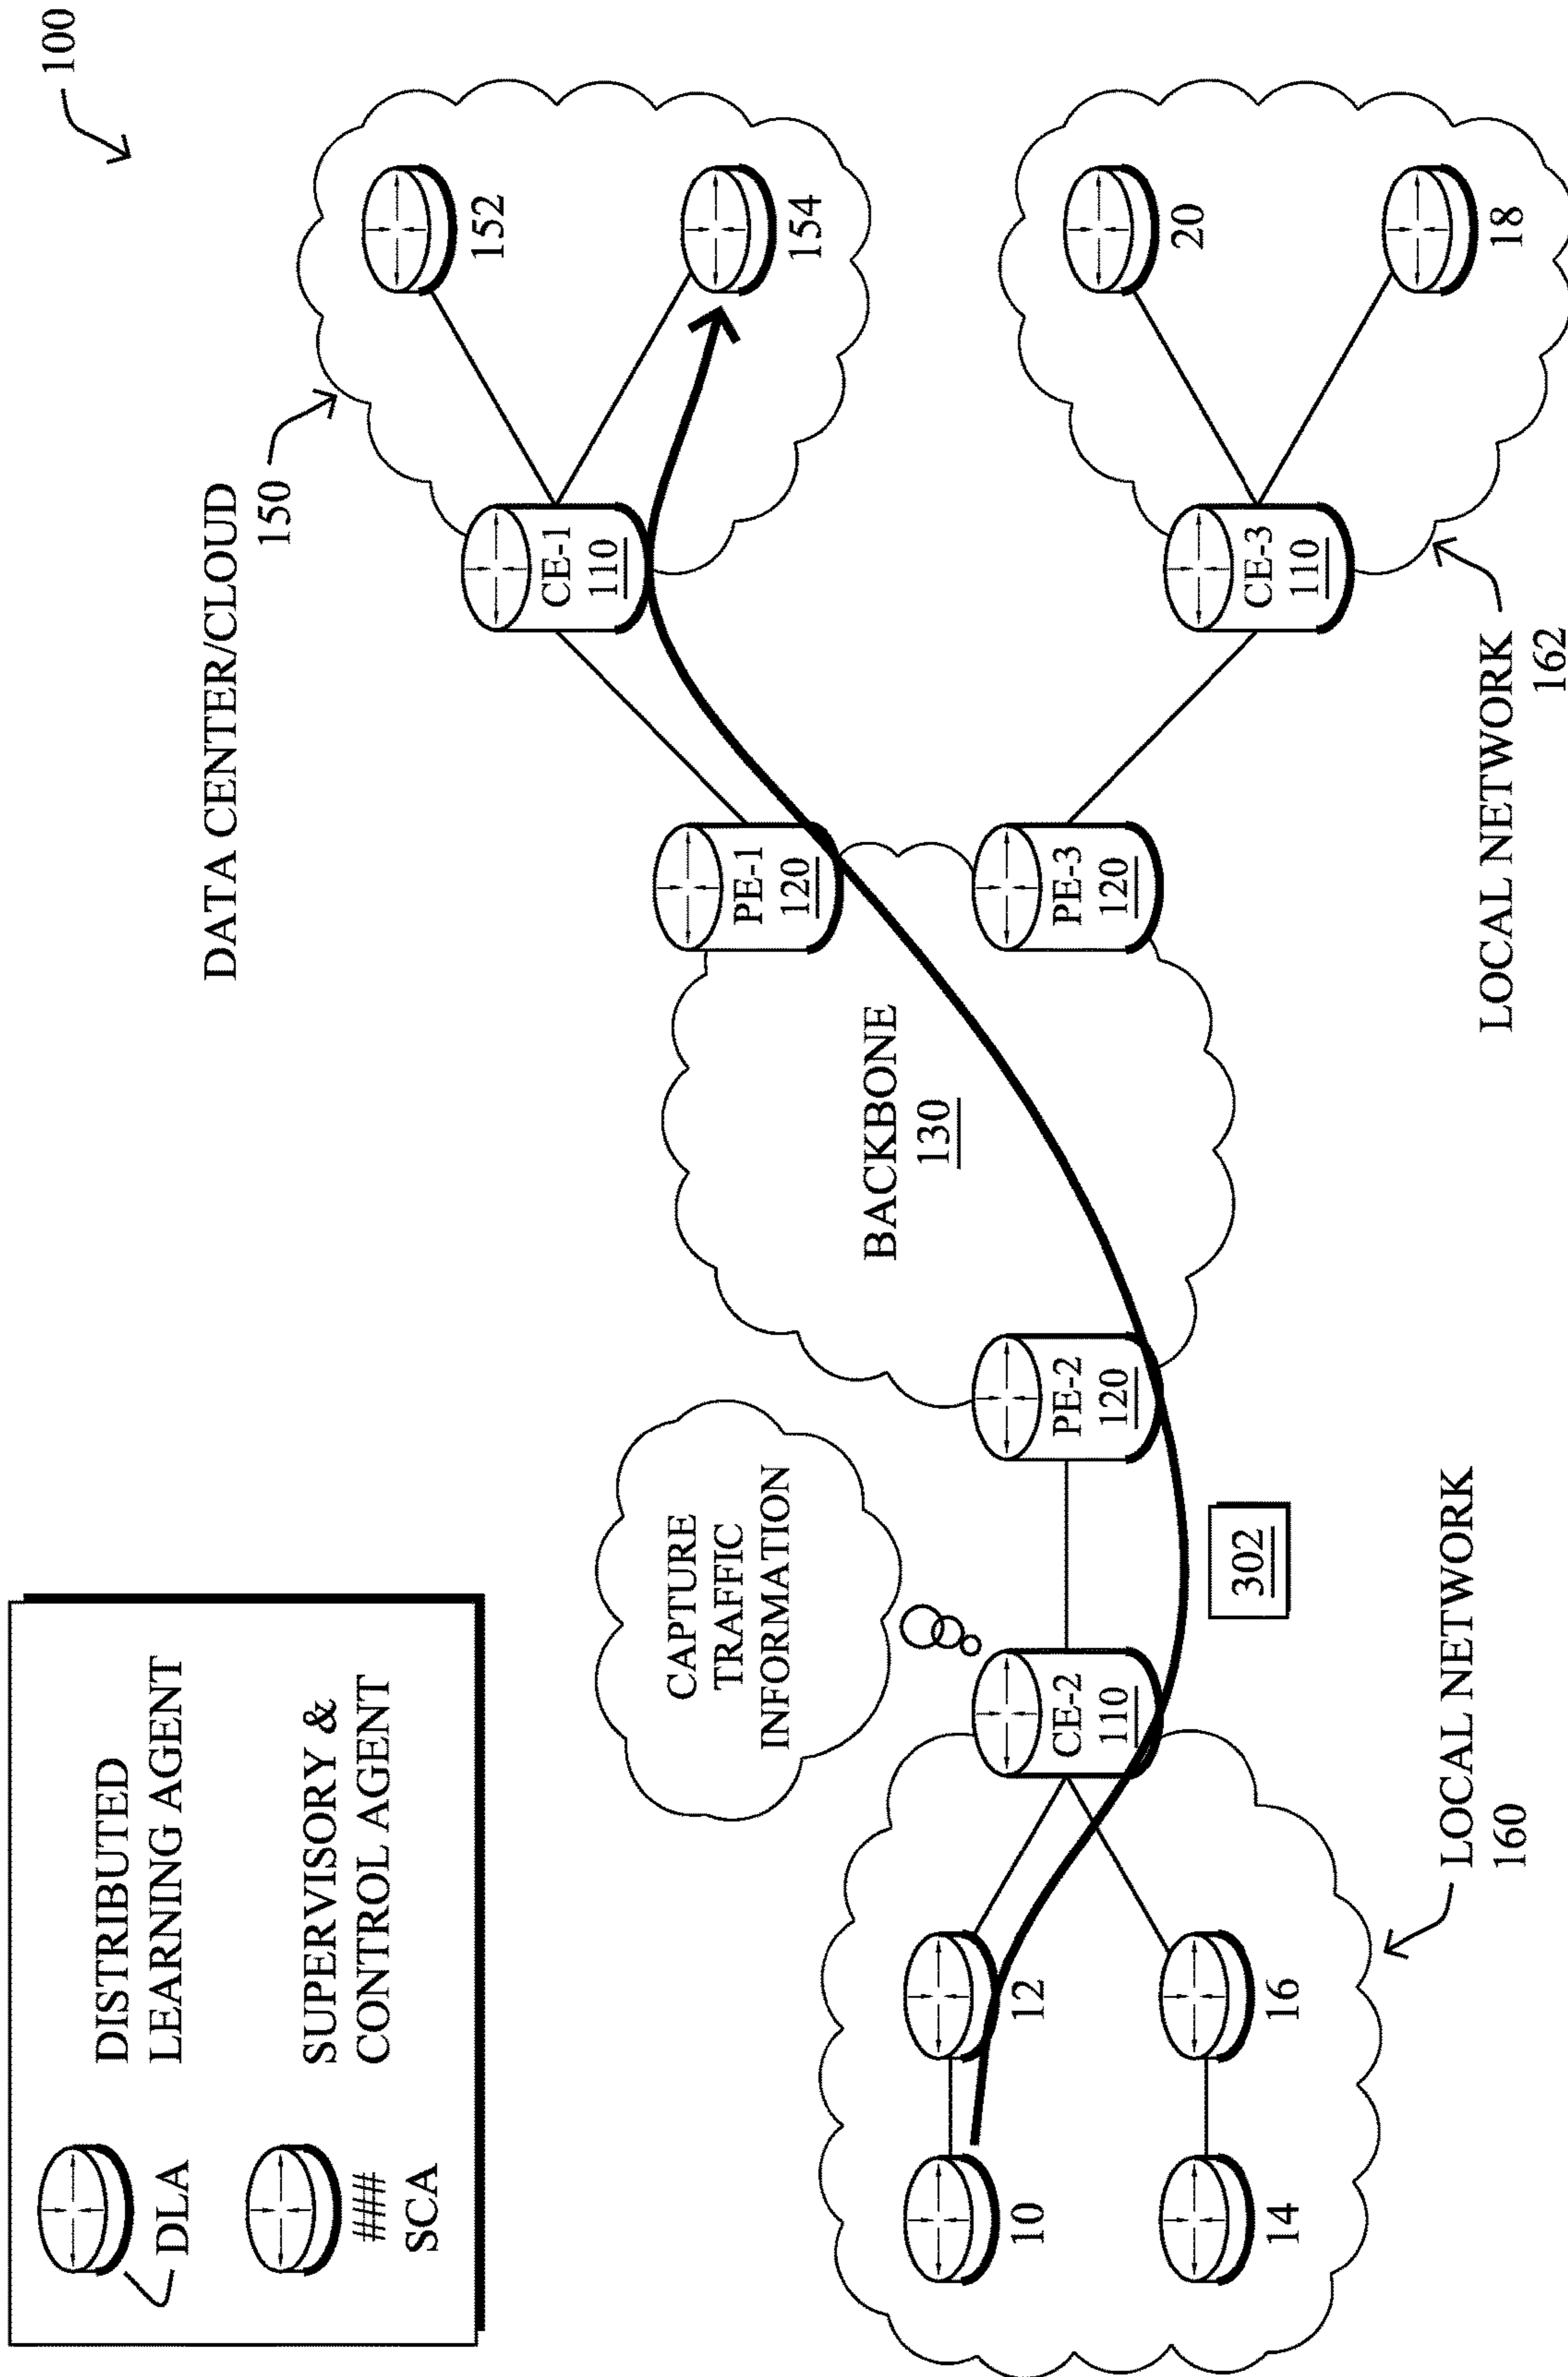 100
DATA CENTER/CLOUD
150
152
154
CE-1
110
PE-1
120
BACKBONE
130
PE-3
120
CE-3
110
20
18
LOCAL NETWORK
162
PE-2
120
CAPTURE
TRAFFIC
INFORMATION
302
CE-2
110
12
10
16
14
LOCAL NETWORK
160
DLA
DISTRIBUTED
LEARNING AGENT
###
SCA
SUPERVISORY &
CONTROL AGENT